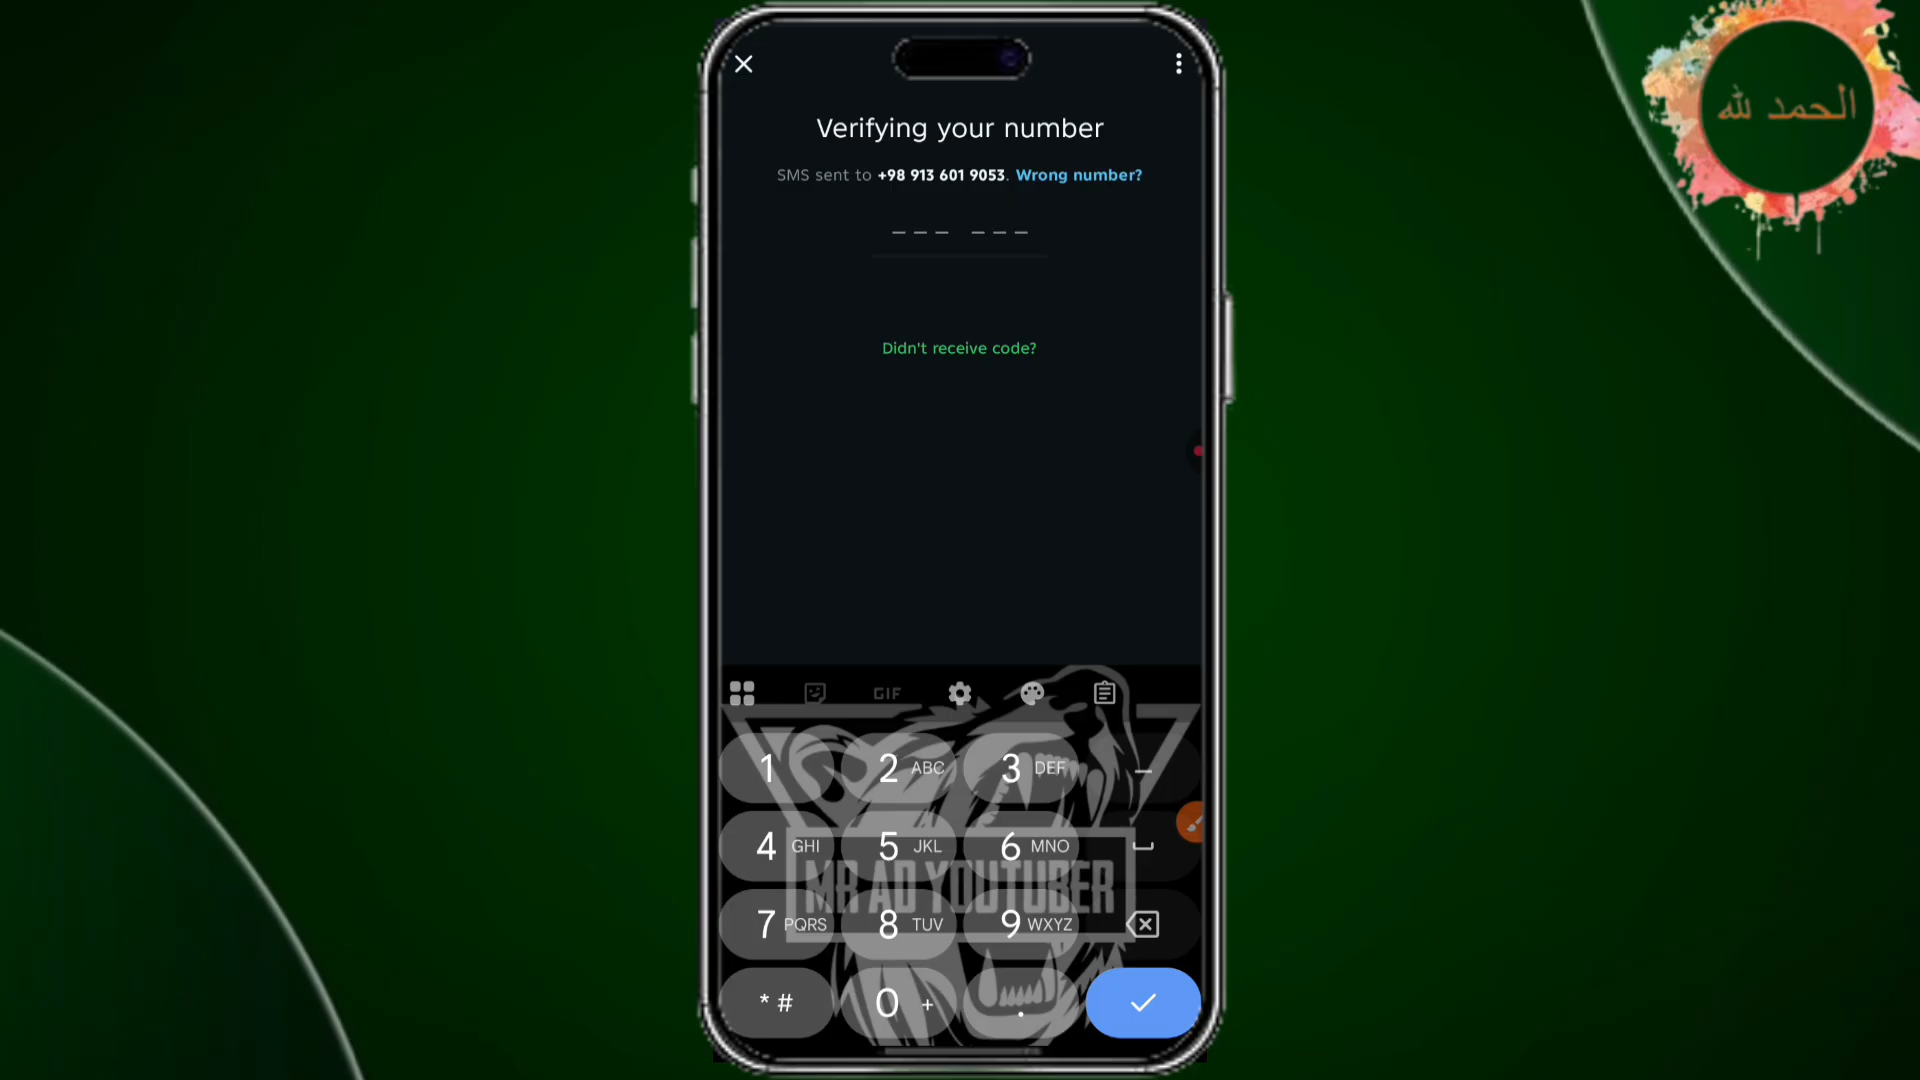 الحمد لله
Verifying your number
SMS sent to +98 913 601 9053. Wrong number?
--- ---
Didn't receive code?
GIF
1
2 ABC
3 DEF
4 GHI
5 JKL
6 MNO
MR AD YOUTUBER
7 PQRS
8 TUV
9 WXYZ
* #
0 +
.